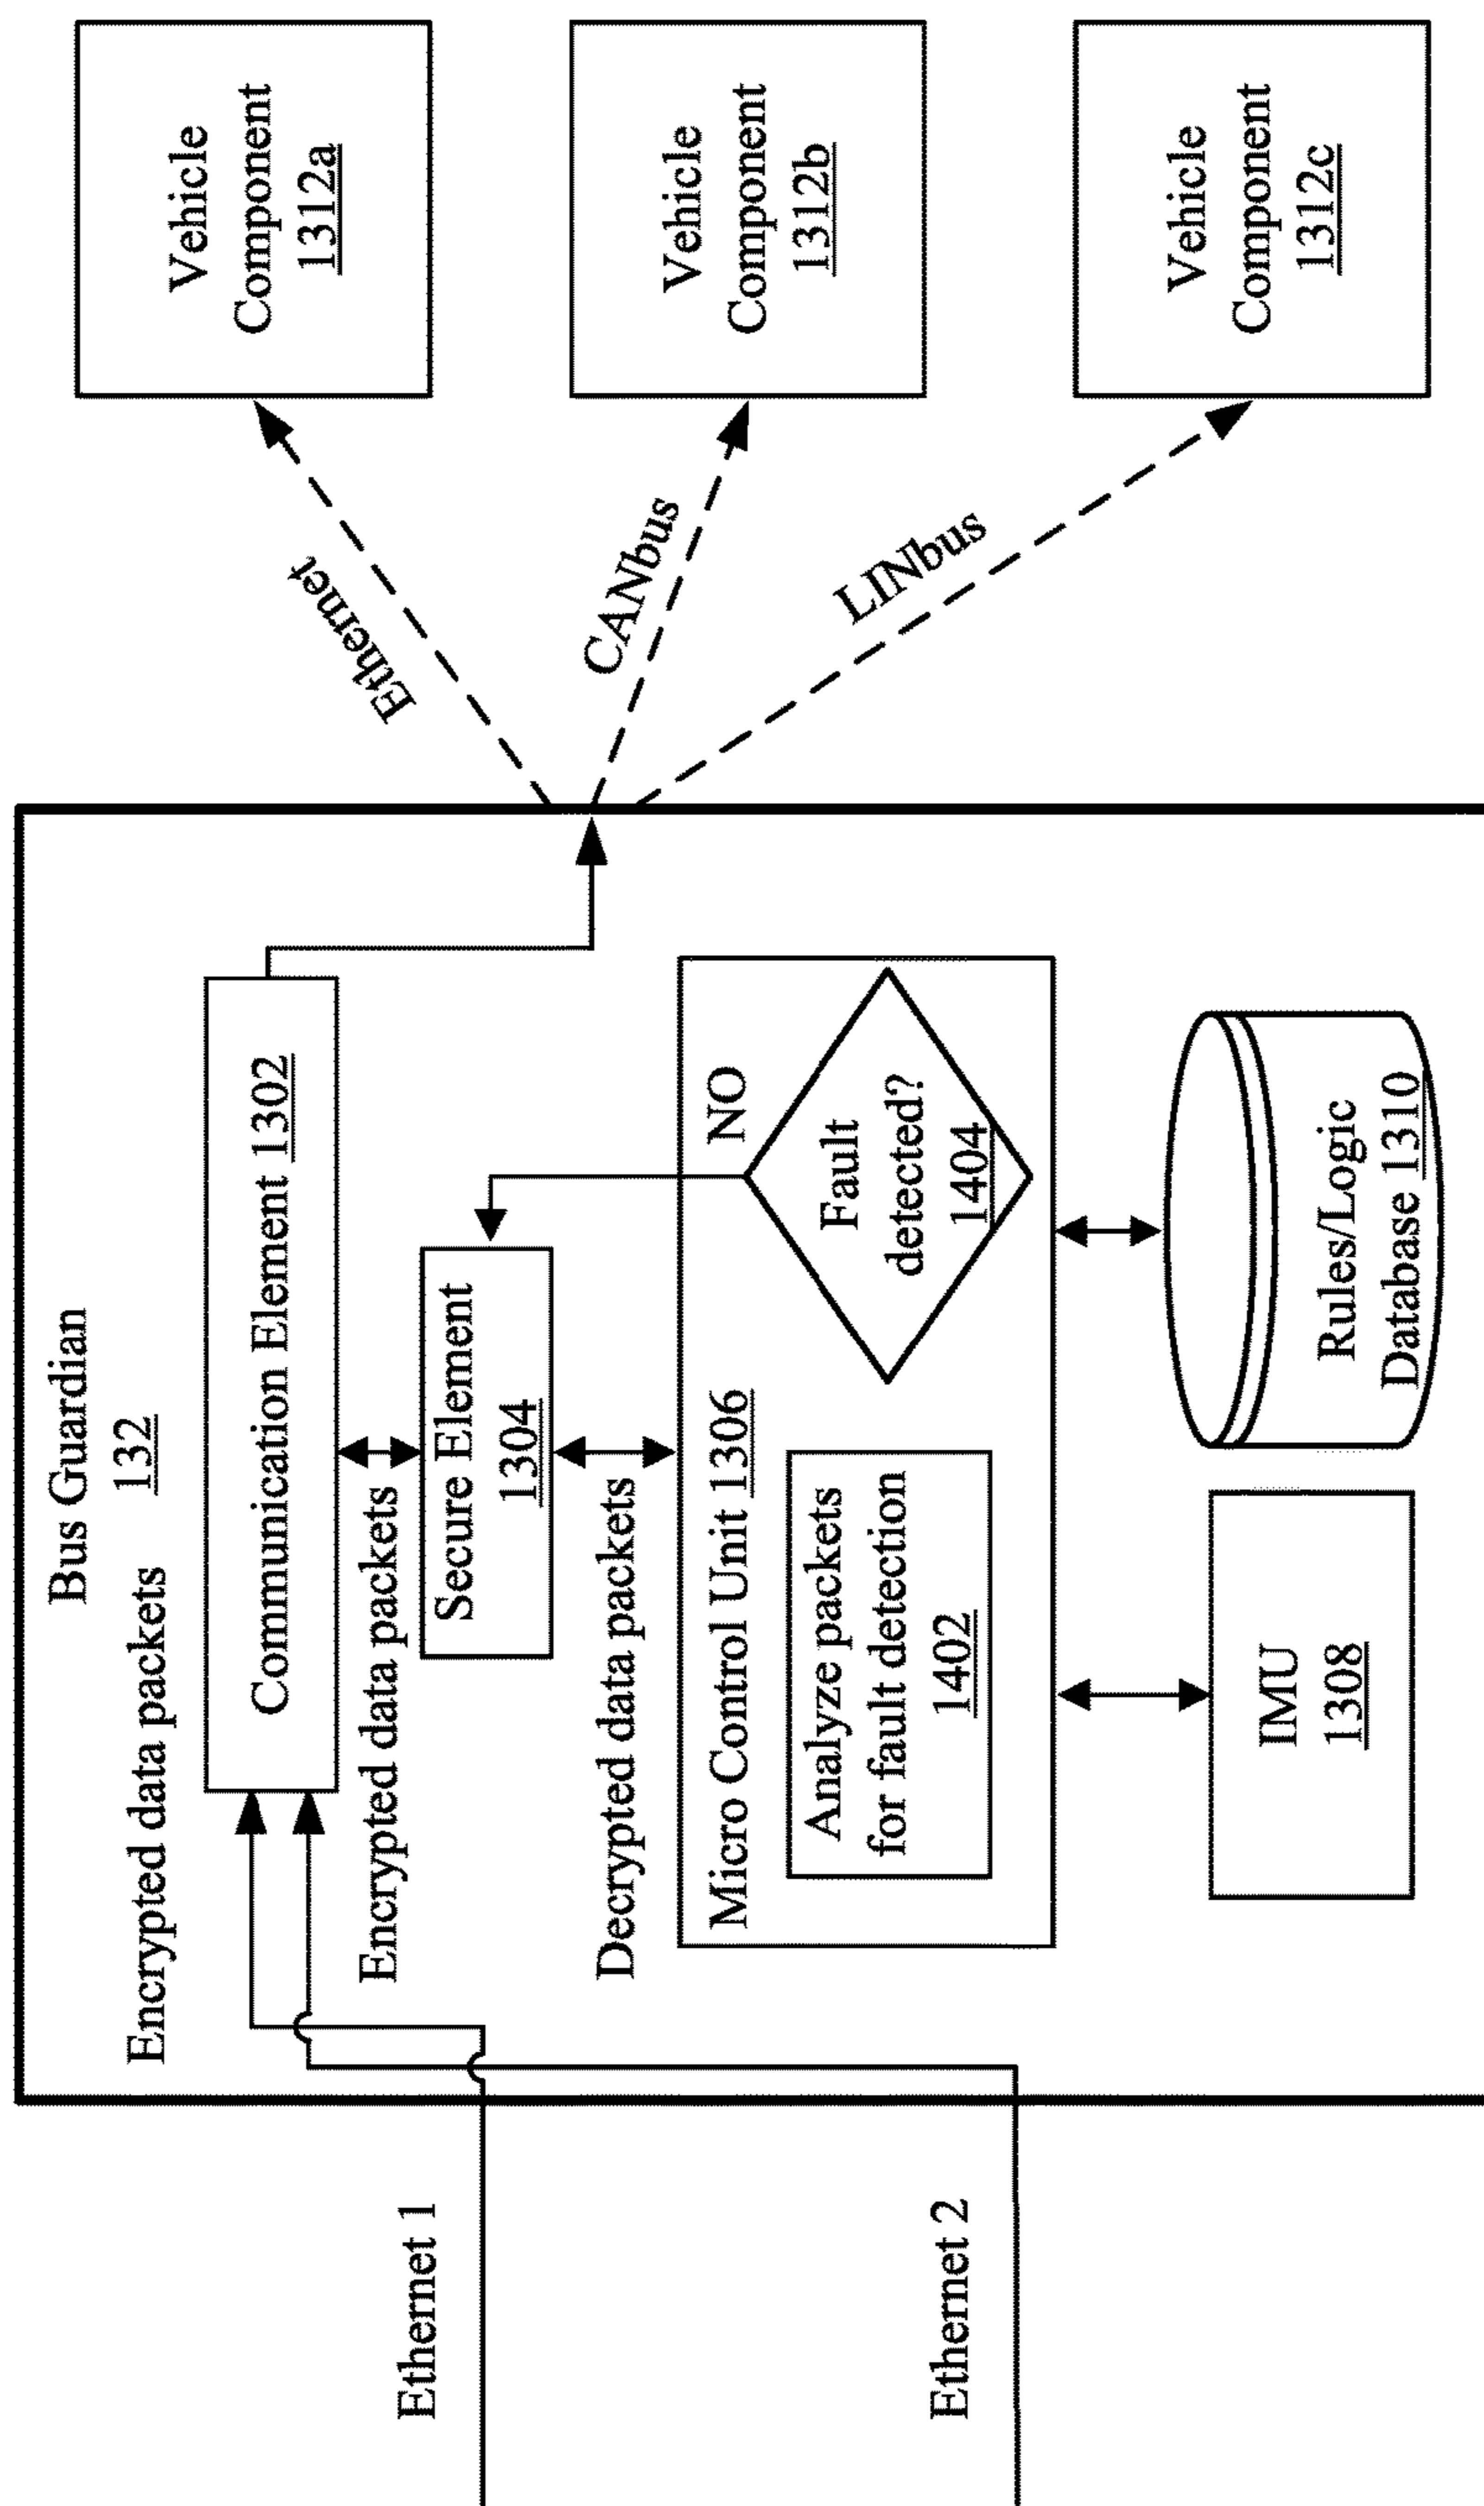 Bus Guardian
132
Encrypted data packets
Communication Element 1302
Encrypted data packets
Secure Element
1304
Decrypted data packets
Micro Control Unit 1306
Analyze packets
for fault detection
1402
NO
Fault
detected?
1404
IMU
1308
Rules/Logic
Database 1310
Ethernet 1
Ethernet 2
Ethernet
CANbus
LINbus
Vehicle
Component
1312a
Vehicle
Component
1312b
Vehicle
Component
1312c